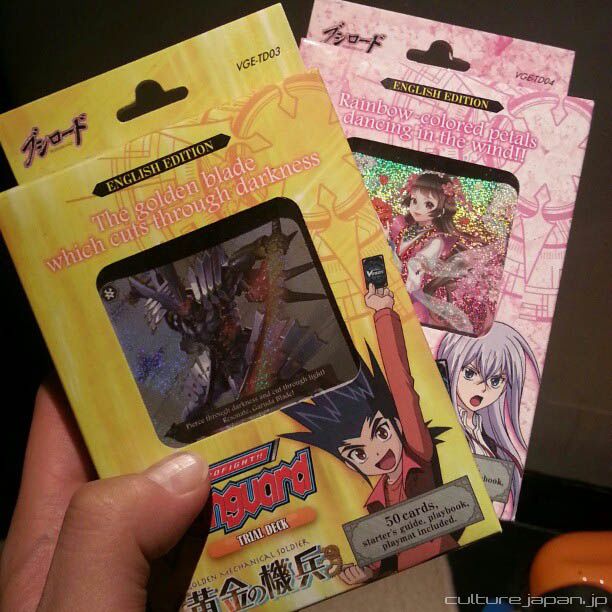 VGE-TD03
ブシロード
ENGLISH EDITION
The golden blade
which cuts through darkness
Pierce through darkness and cut through light!
Resonate, Garuda Blade!
TRIAL DECK
50 cards,
starter's guide, playbook,
playmat included.
GOLDEN MECHANICAL SOLDIER
黄金の機兵
VGE-TD04
ブシロード
ENGLISH EDITION
Rainbow-colored petals
dancing in the wind!!
culture.japan.jp